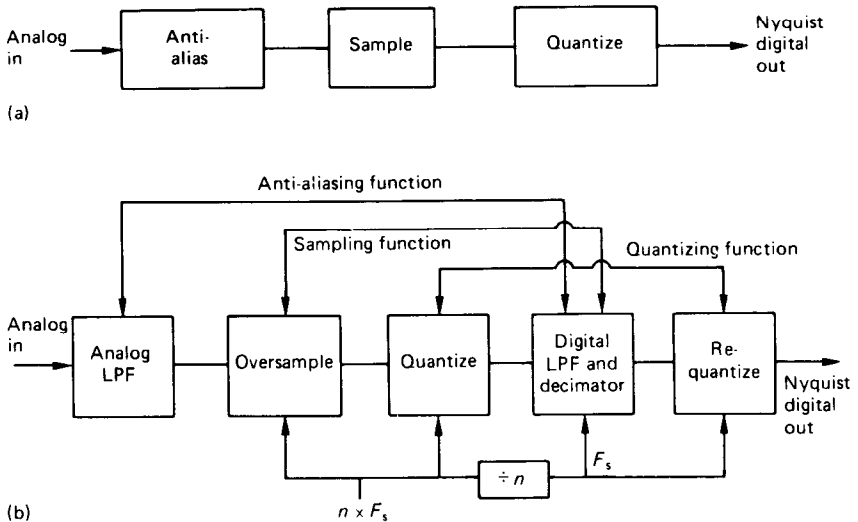 Analog
in
Anti-
alias
Sample
Quantize
Nyquist
digital
out
(a)
Anti-aliasing function
Sampling function
Quantizing function
Analog
in
Analog
LPF
Oversample
Quantize
Digital
LPF and
decimator
Re-
quantize
Nyquist
digital
out
÷ n
Fs
n × Fs
(b)